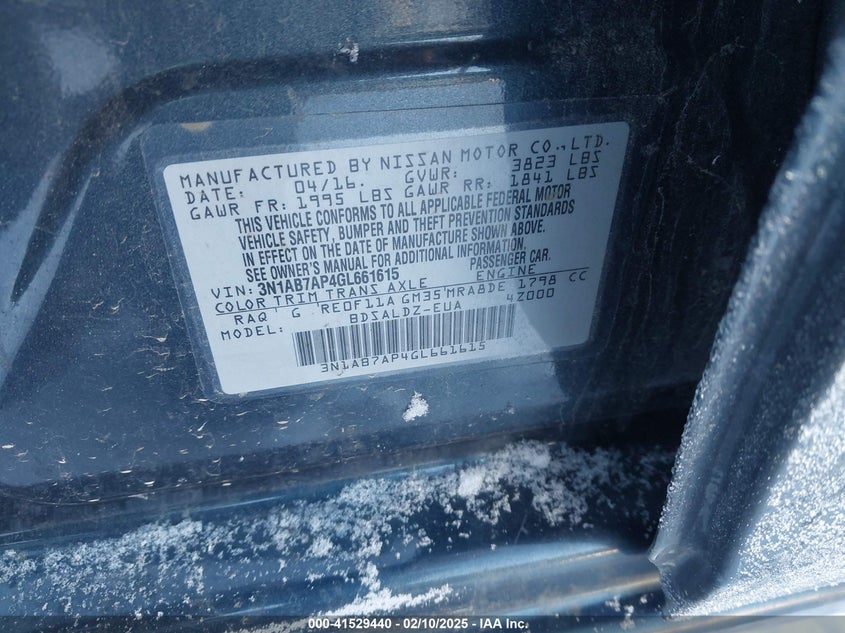 MANUFACTURED BY NISSAN MOTOR CO.,LTD.
DATE: 04/16. GVWR: 3823 LBS
GAWR FR: 1995 LBS GAWR RR: 1841 LBS
THIS VEHICLE CONFORMS TO ALL APPLICABLE FEDERAL MOTOR
VEHICLE SAFETY, BUMPER AND THEFT PREVENTION STANDARDS
IN EFFECT ON THE DATE OF MANUFACTURE SHOWN ABOVE.
SEE OWNER'S MANUAL FOR ADDITIONAL INFORMATION.
VIN: 3N1AB7AP4GL661615 PASSENGER CAR.
COLOR TRIM TRANS AXLE ENGINE
RAQ G RE0F11A GM35 MRA8DE 1798 CC
MODEL: BDSALDZ-EUA 4Z000
3N1AB7AP4GL661615
000-41529440 - 02/10/2025 - IAA Inc.